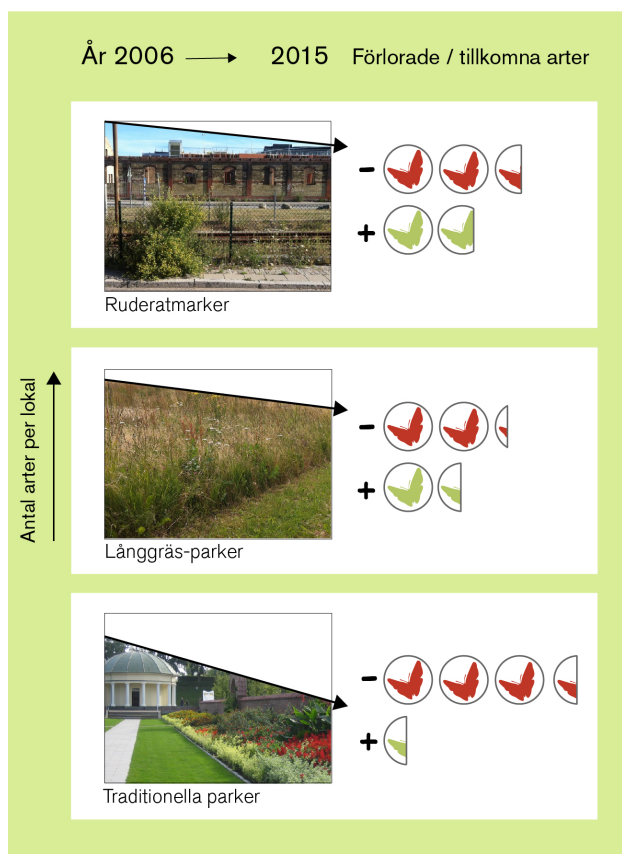 År 2006 → 2015 Förlorade / tillkomna arter
-
+
Ruderatmarker
Antal arter per lokal
-
+
Långgräs-parker
-
+
Traditionella parker